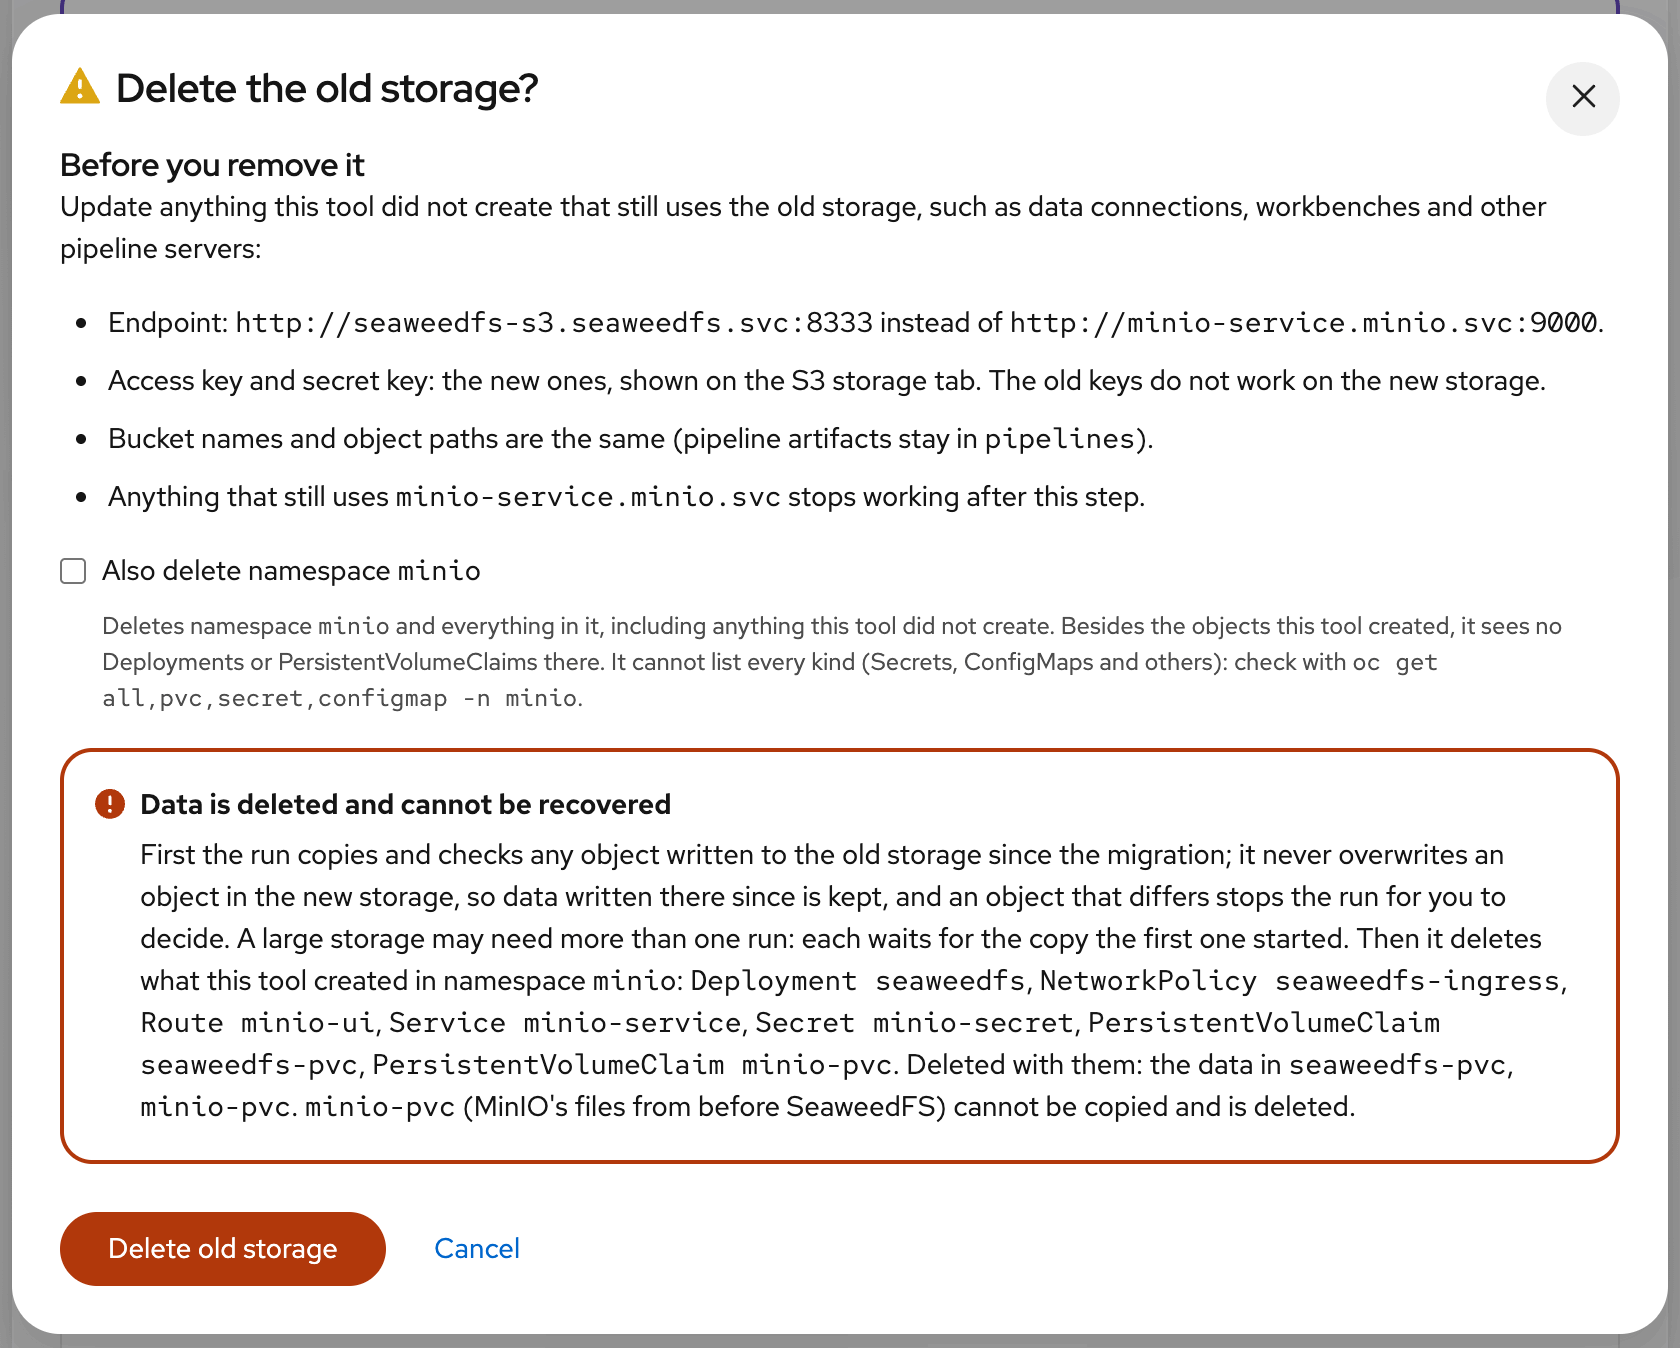 Delete the old storage?
Before you remove it
Update anything this tool did not create that still uses the old storage, such as data connections, workbenches and other
pipeline servers:
• Endpoint: http://seaweedfs-s3.seaweedfs.svc:8333 instead of http://minio-service.minio.svc:9000.
• Access key and secret key: the new ones, shown on the S3 storage tab. The old keys do not work on the new storage.
• Bucket names and object paths are the same (pipeline artifacts stay in pipelines).
• Anything that still uses minio-service.minio.svc stops working after this step.
Also delete namespace minio
Deletes namespace minio and everything in it, including anything this tool did not create. Besides the objects this tool created, it sees no
Deployments or PersistentVolumeClaims there. It cannot list every kind (Secrets, ConfigMaps and others): check with oc get
all,pvc,secret,configmap -n minio.
Data is deleted and cannot be recovered
First the run copies and checks any object written to the old storage since the migration; it never overwrites an
object in the new storage, so data written there since is kept, and an object that differs stops the run for you to
decide. A large storage may need more than one run: each waits for the copy the first one started. Then it deletes
what this tool created in namespace minio: Deployment seaweedfs, NetworkPolicy seaweedfs-ingress,
Route minio-ui, Service minio-service, Secret minio-secret, PersistentVolumeClaim
seaweedfs-pvc, PersistentVolumeClaim minio-pvc. Deleted with them: the data in seaweedfs-pvc,
minio-pvc. minio-pvc (MinIO's files from before SeaweedFS) cannot be copied and is deleted.
Delete old storage
Cancel